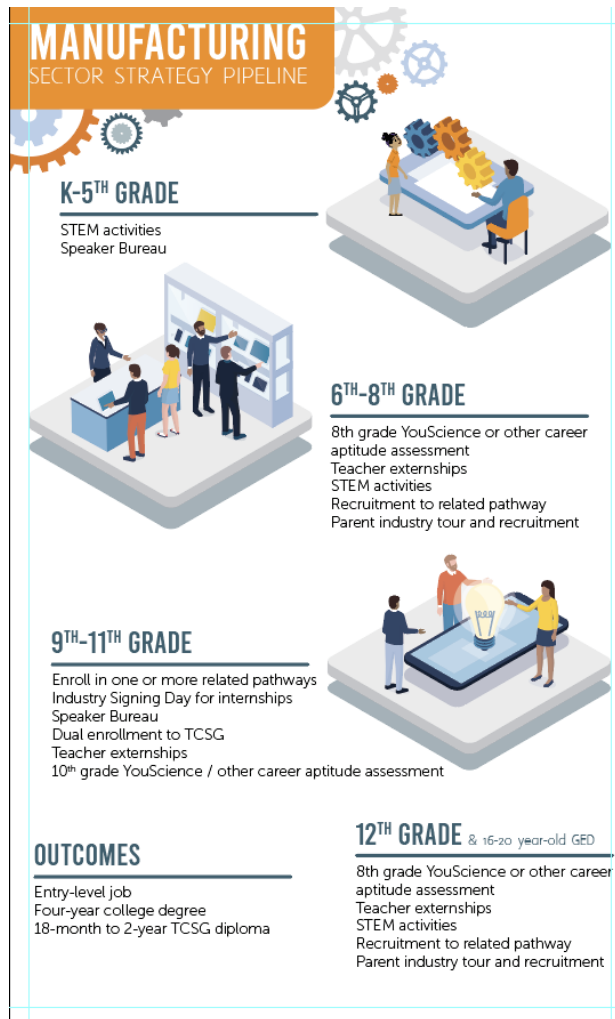 MANUFACTURING
SECTOR STRATEGY PIPELINE
K-5TH GRADE
STEM activities
Speaker Bureau
6TH-8TH GRADE
8th grade YouScience or other career
aptitude assessment
Teacher externships
STEM activities
Recruitment to related pathway
Parent industry tour and recruitment
9TH-11TH GRADE
Enroll in one or more related pathways
Industry Signing Day for internships
Speaker Bureau
Dual enrollment to TCSG
Teacher externships
10th grade YouScience / other career aptitude assessment
OUTCOMES
Entry-level job
Four-year college degree
18-month to 2-year TCSG diploma
12TH GRADE & 16-20 year-old GED
8th grade YouScience or other career
aptitude assessment
Teacher externships
STEM activities
Recruitment to related pathway
Parent industry tour and recruitment